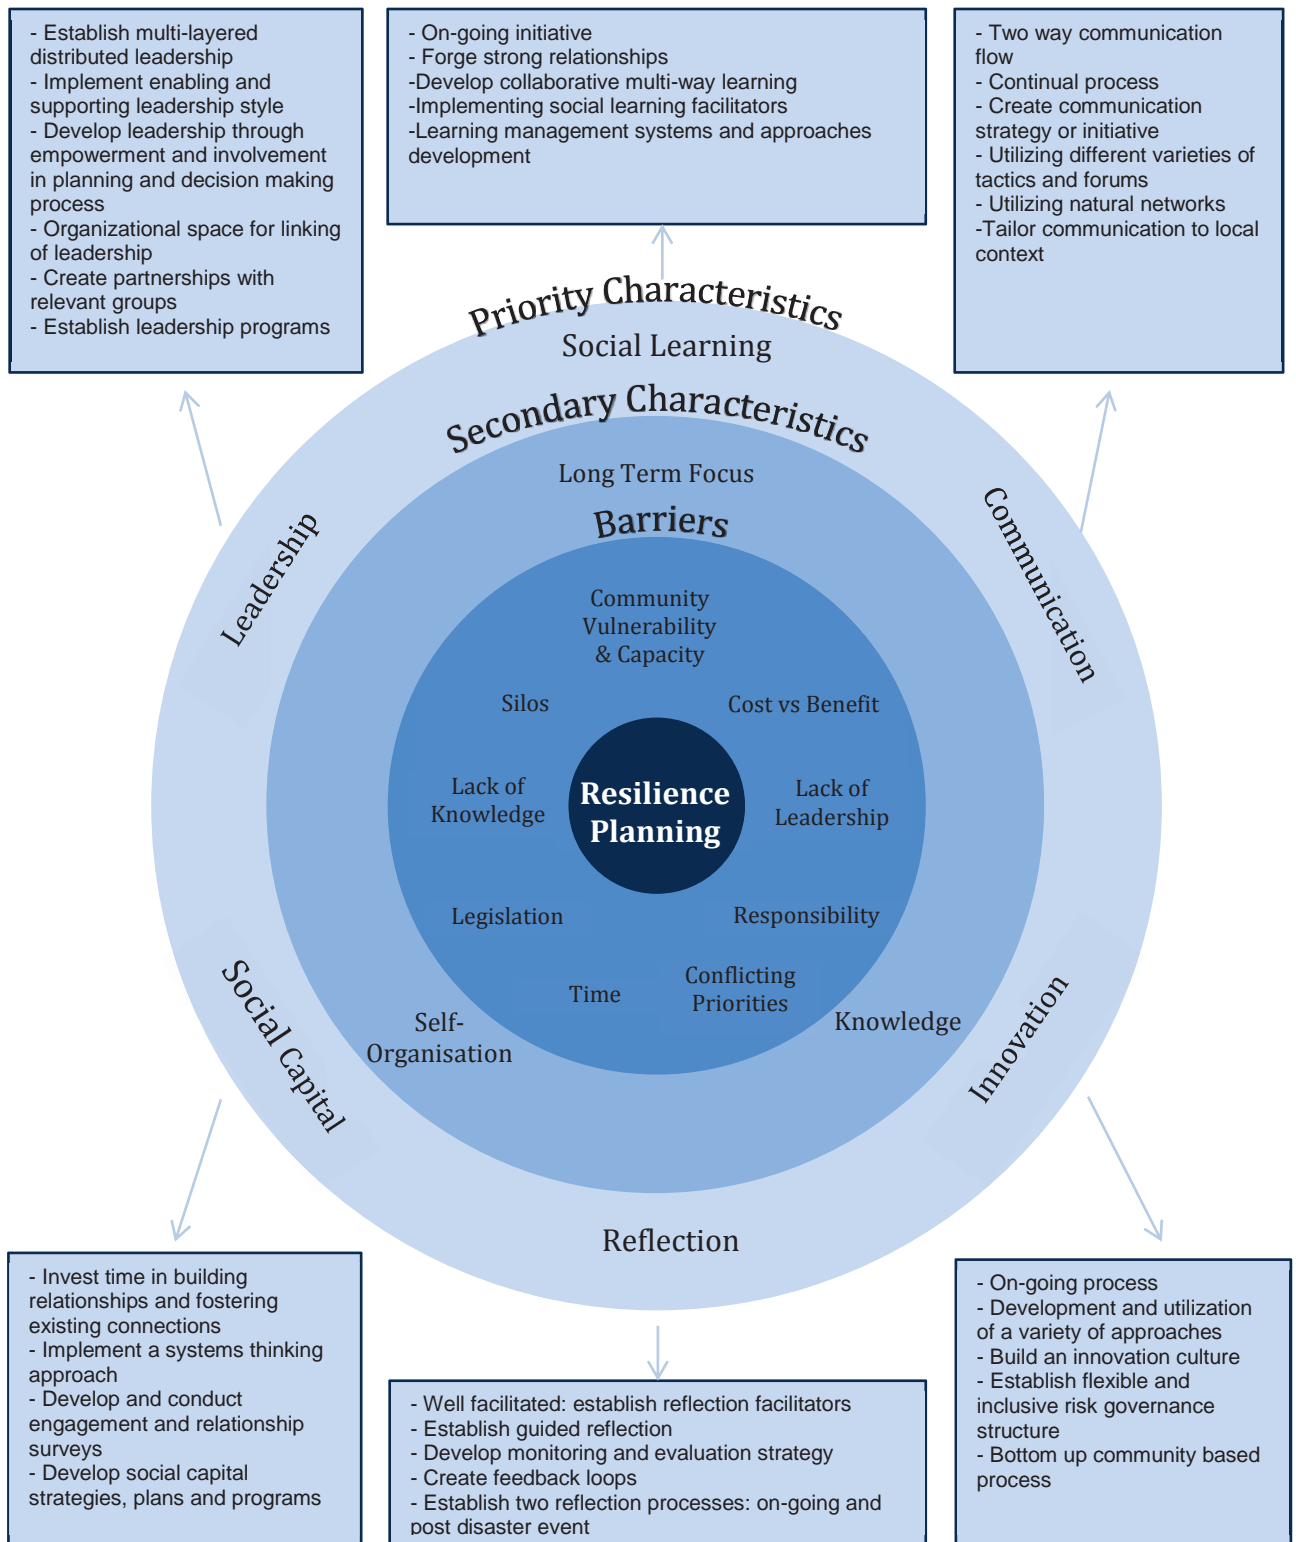 - Establish multi-layered
distributed leadership
- Implement enabling and
supporting leadership style
- Develop leadership through
empowerment and involvement
in planning and decision making
process
- Organizational space for linking
of leadership
- Create partnerships with
relevant groups
- Establish leadership programs
- On-going initiative
- Forge strong relationships
-Develop collaborative multi-way learning
-Implementing social learning facilitators
-Learning management systems and approaches
development
- Two way communication
flow
- Continual process
- Create communication
strategy or initiative
- Utilizing different varieties of
tactics and forums
- Utilizing natural networks
-Tailor communication to local
context
Priority Characteristics
Social Learning
Secondary Characteristics
Long Term Focus
Barriers
Leadership
Communication
Community
Vulnerability
& Capacity
Silos
Cost vs Benefit
Lack of
Knowledge
Resilience
Planning
Lack of
Leadership
Legislation
Responsibility
Time
Conflicting
Priorities
Self-
Organisation
Knowledge
Social Capital
Innovation
Reflection
- Invest time in building
relationships and fostering
existing connections
- Implement a systems thinking
approach
- Develop and conduct
engagement and relationship
surveys
- Develop social capital
strategies, plans and programs
- Well facilitated: establish reflection facilitators
- Establish guided reflection
- Develop monitoring and evaluation strategy
- Create feedback loops
- Establish two reflection processes: on-going and
post disaster event
- On-going process
- Development and utilization
of a variety of approaches
- Build an innovation culture
- Establish flexible and
inclusive risk governance
structure
- Bottom up community based
process